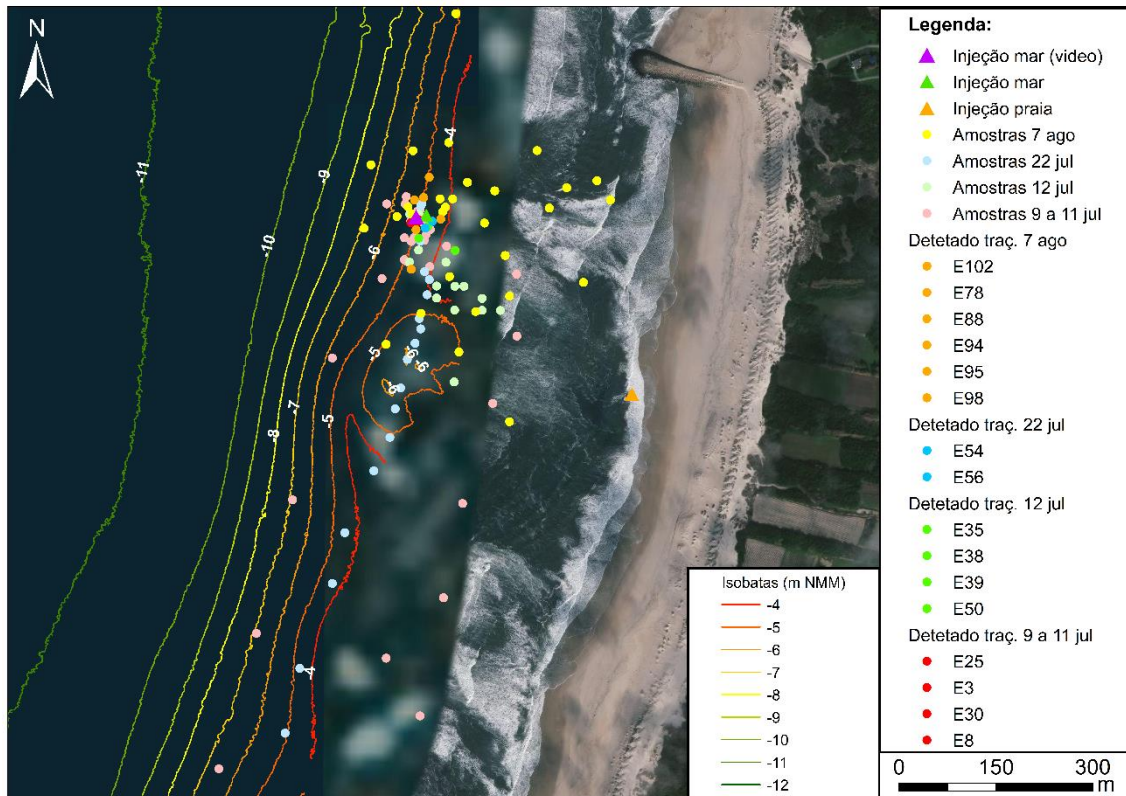 N
-11
-10
-9
-8
-7
-6
-5
-4
-5
-6
-6
-6
-4
Legenda:
Injeção mar (video)
Injeção mar
Injeção praia
Amostras 7 ago
Amostras 22 jul
Amostras 12 jul
Amostras 9 a 11 jul
Detetado traç. 7 ago
E102
E78
E88
E94
E95
E98
Detetado traç. 22 jul
E54
E56
Detetado traç. 12 jul
E35
E38
E39
E50
Detetado traç. 9 a 11 jul
E25
E3
E30
E8
Isobatas (m NMM)
-4
-5
-6
-7
-8
-9
-10
-11
-12
0 150 300
m